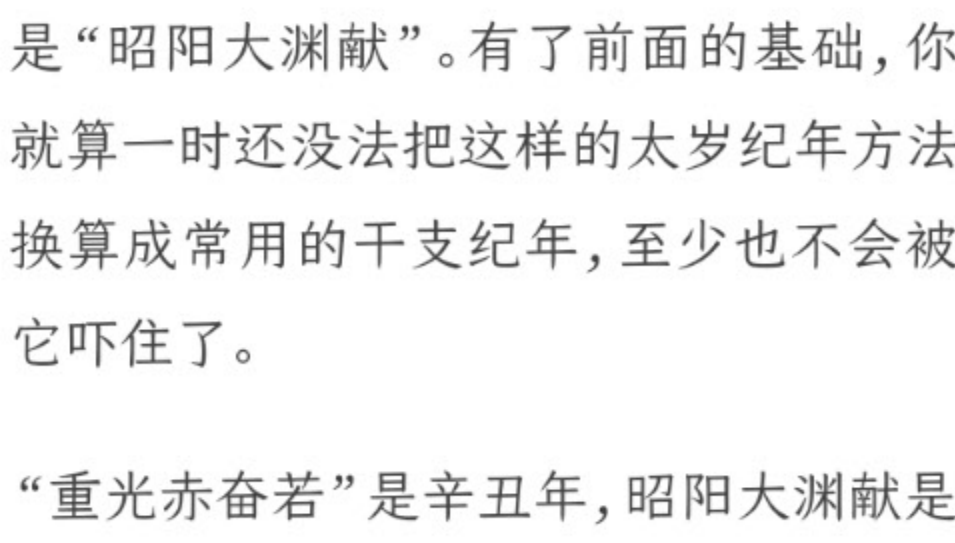 是“昭阳大渊献”。有了前面的基础，你
就算一时还没法把这样的太岁纪年方法
换算成常用的干支纪年，至少也不会被
它吓住了。
“重光赤奋若”是辛丑年，昭阳大渊献是